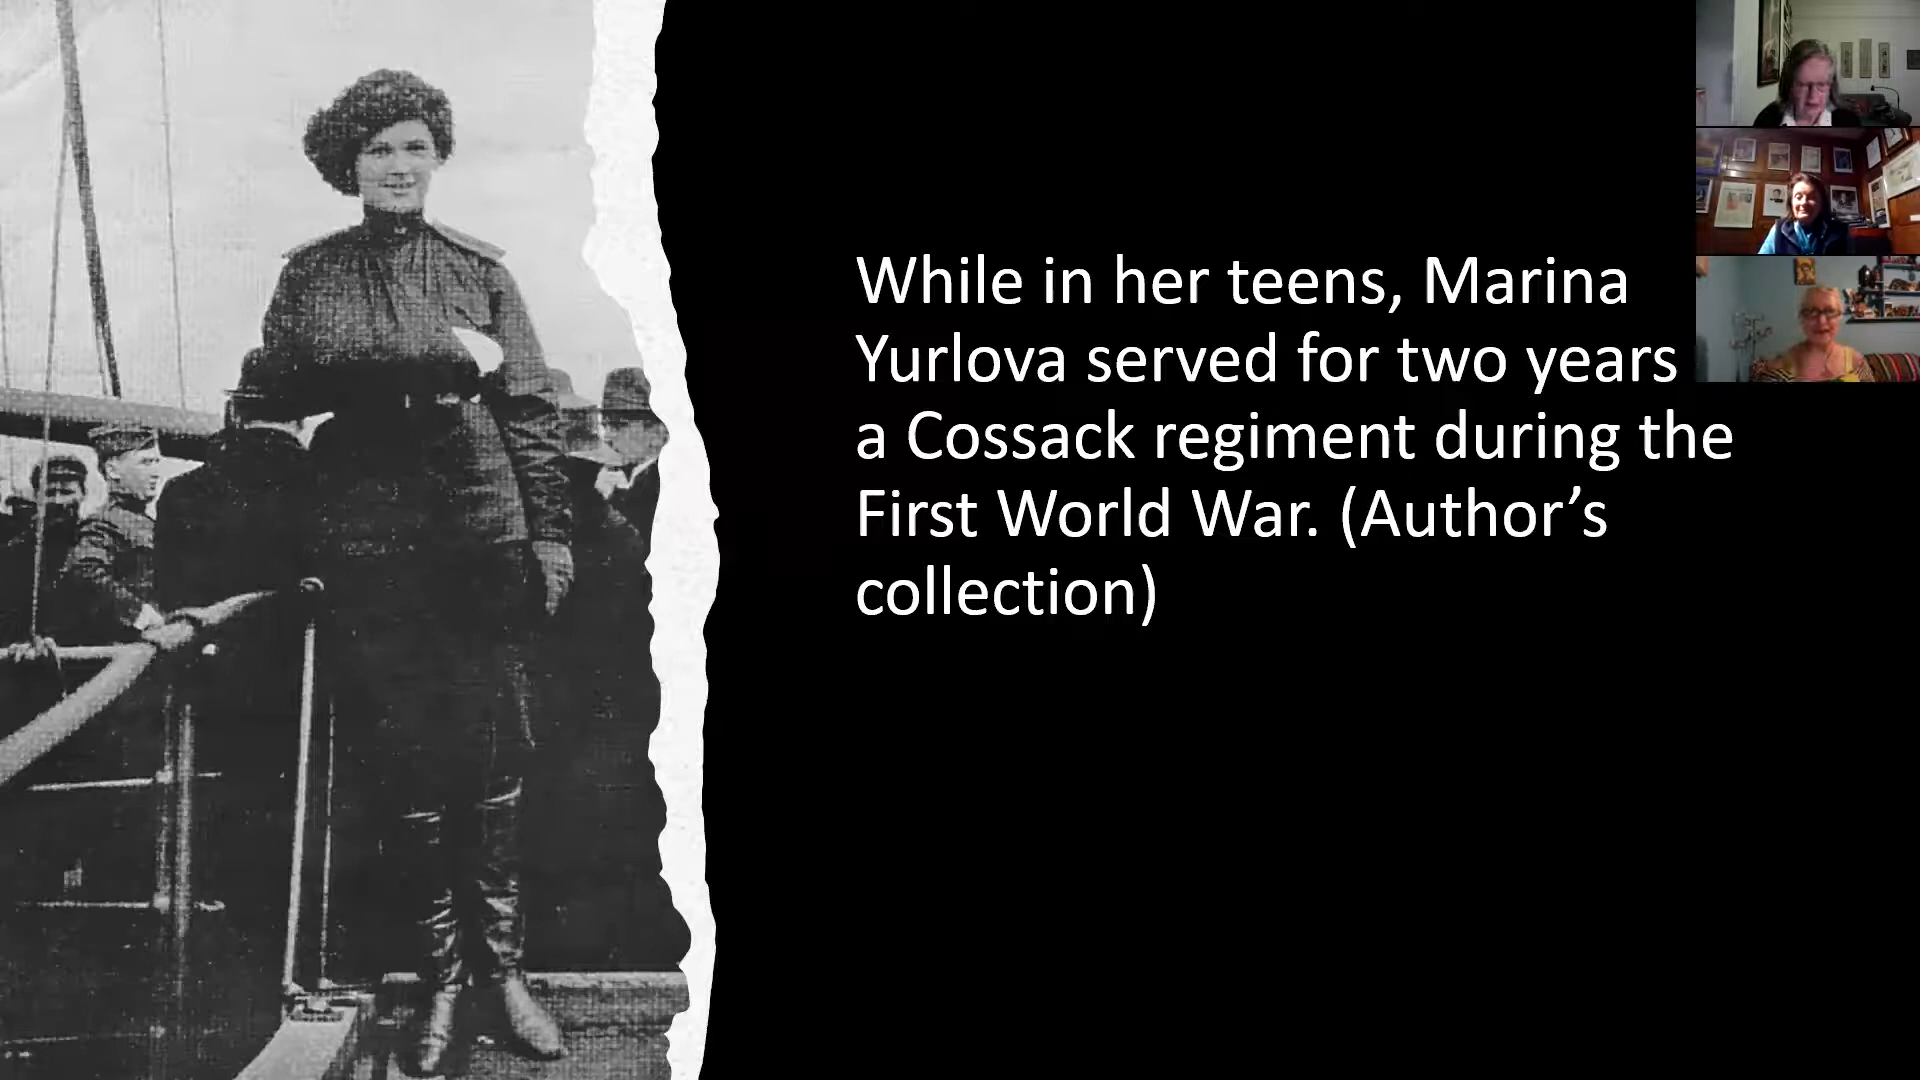 While in her teens, Marina
Yurlova served for two years
a Cossack regiment during the
First World War. (Author’s
collection)